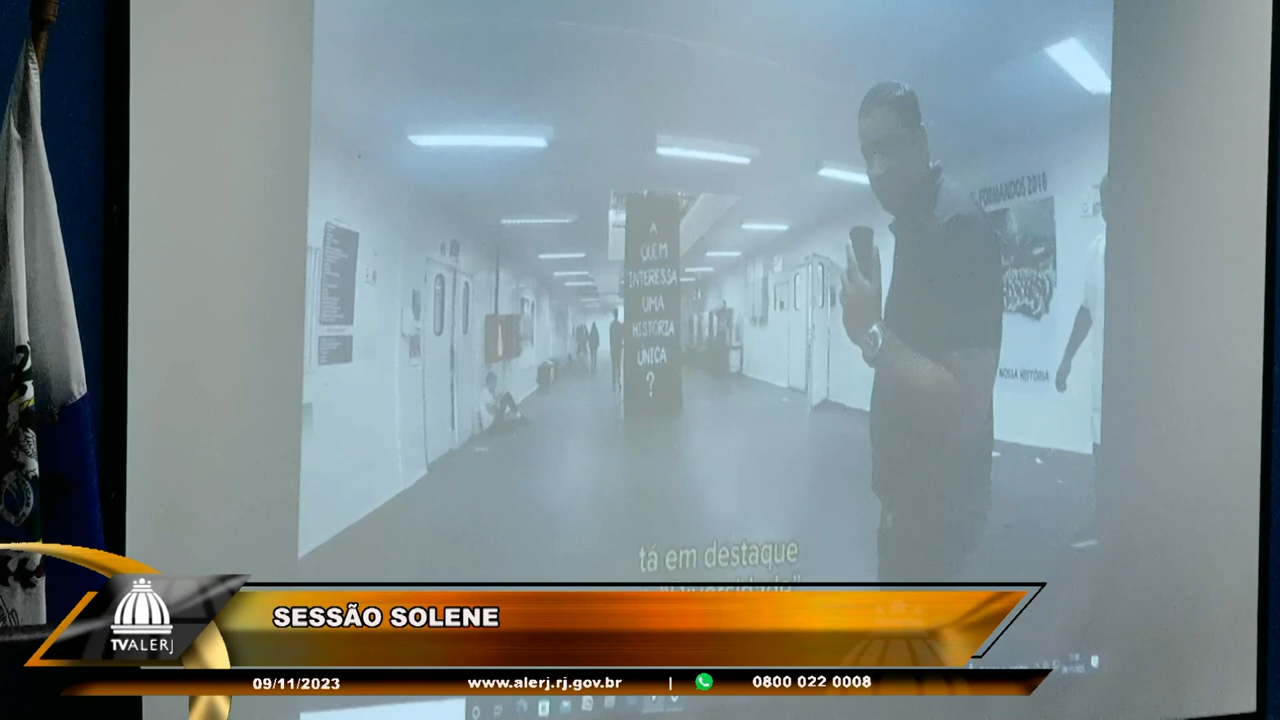 FORMANDOS 2018
A
QUEM
INTERESSA
UMA
HISTÓRIA
ÚNICA
?
NOSSA HISTÓRIA
tá em destaque
SESSÃO SOLENE
TVALERJ
09/11/2023
www.alerj.rj.gov.br | 0800 022 0008